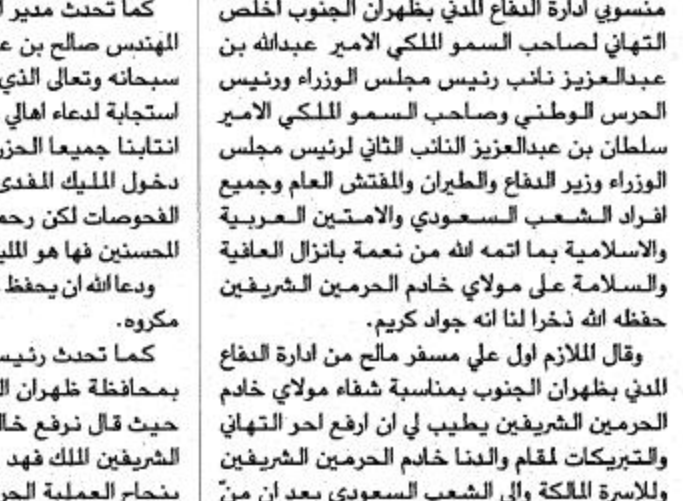 منسوبي ادارة الدفاع المدني بظهران الجنوب اخلص
التهاني لصاحب السمو الملكي الامير عبدالله بن
عبدالعزيز نائب رئيس مجلس الوزراء ورئيس
الحرس الوطني وصاحب السمو الملكي الامير
سلطان بن عبدالعزيز النائب الثاني لرئيس مجلس
الوزراء وزير الدفاع والطيران والمفتش العام وجميع
افراد الشعب السعودي والامتين العربية
والاسلامية بما اتمه الله من نعمة بانزال العافية
والسلامة على مولاي خادم الحرمين الشريفين
حفظه الله ذخرا لنا انه جواد كريم.
وقال الملازم اول علي مسفر مالح من ادارة الدفاع
المدني بظهران الجنوب بمناسبة شفاء مولاي خادم
الحرمين الشريفين يطيب لي ان ارفع احر التهاني
والتبريكات لمقام والدنا خادم الحرمين الشريفين
وللاسرة المالكة والى الشعب السعودي بعد ان منّ
كما تحدث مدير
المهندس صالح بن
سبحانه وتعالى الذي
استجابة لدعاء اهالي
انتابنا جميعا
دخول المليك المفدى
الفحوصات لكن
المحسنين فها هو
ودعا الله ان يحفظ
مكروه.
كما تحدث رئيس
بمحافظة ظهران
حيث قال نرفع
الشريفين الملك فهد
بنجاح العملية